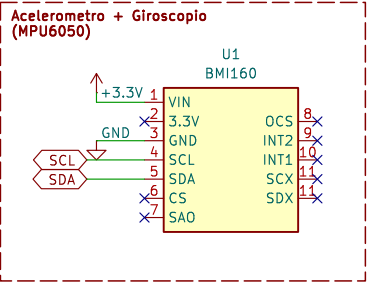 Acelerometro + Giroscopio
(MPU6050)
U1
BMI160
+3.3V
1 VIN
2 3.3V
OCS 8
GND
3 GND
INT2 9
SCL
4 SCL
INT1 10
SDA
5 SDA
SCX 11
6 CS
SDX 11
7 SAO